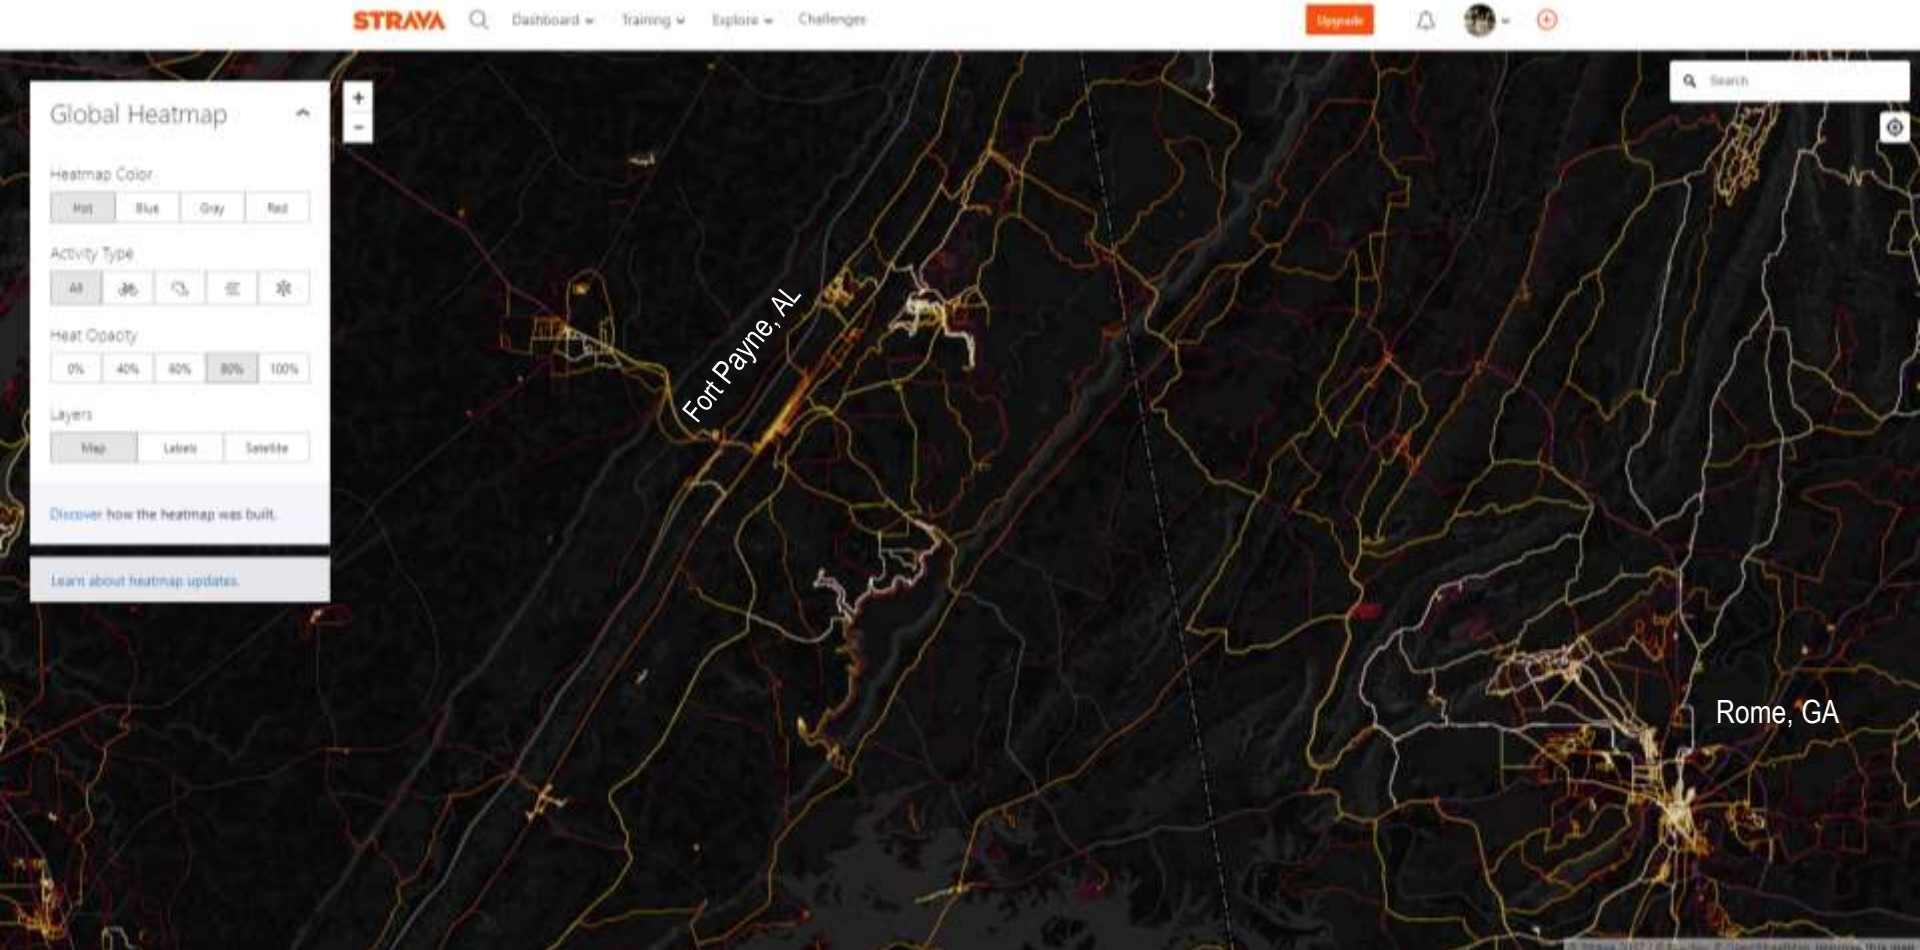 STRAVA Dashboard Training Explore Challenges Upgrade
Search
Global Heatmap
+
-
Heatmap Color
Hot Blue Gray Red
Activity Type
All
Heat Opacity
0% 40% 60% 80% 100%
Layers
Map Labels Satellite
Discover how the heatmap was built.
Learn about heatmap updates.
Fort Payne, AL
Rome, GA